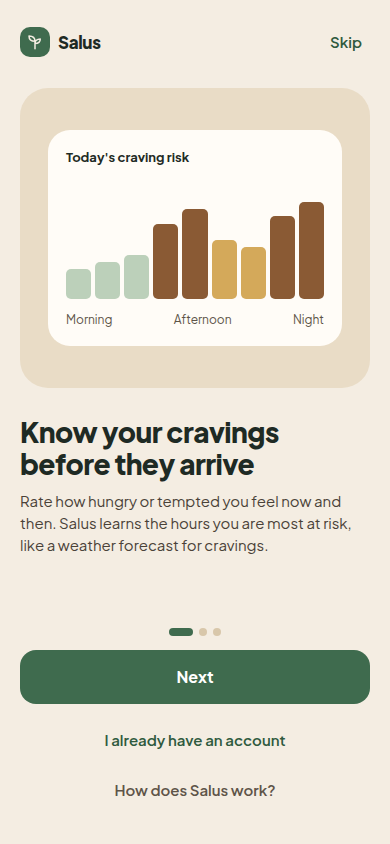 Salus
Skip
Today's craving risk
Morning Afternoon Night
Know your cravings
before they arrive
Rate how hungry or tempted you feel now and
then. Salus learns the hours you are most at risk,
like a weather forecast for cravings.
Next
I already have an account
How does Salus work?